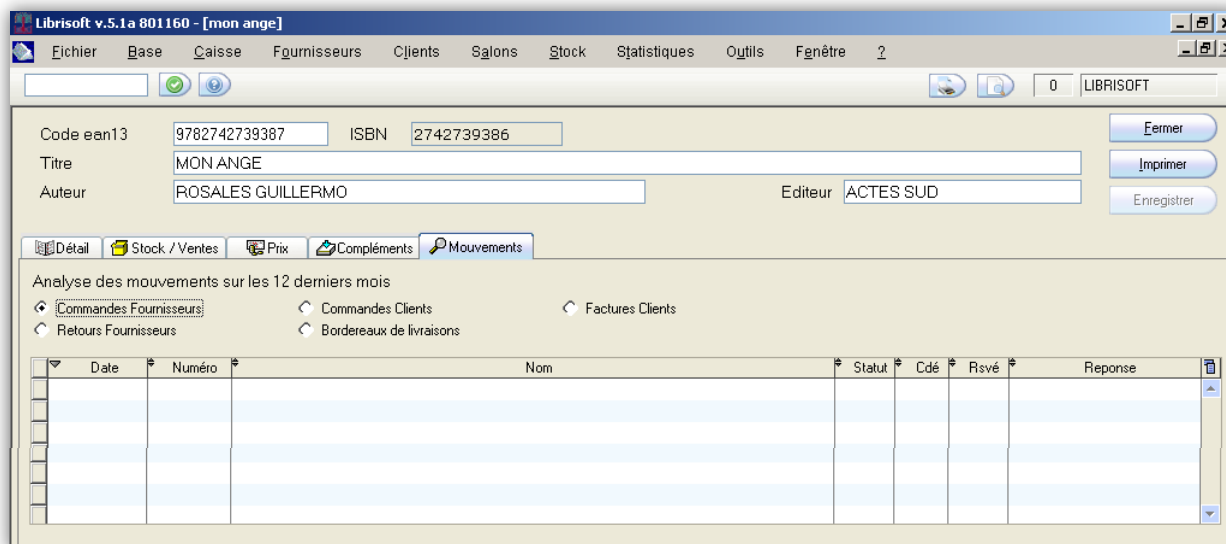 Librisoft v.5.1a 801160 - [mon ange]
Fichier Base Caisse Fournisseurs Clients Salons Stock Statistiques Outils Fenêtre ?
0 LIBRISOFT
Code ean13 9782742739387 ISBN 2742739386 Fermer
Titre MON ANGE Imprimer
Auteur ROSALES GUILLERMO Editeur ACTES SUD Enregistrer
Détail Stock / Ventes Prix Compléments Mouvements
Analyse des mouvements sur les 12 derniers mois
Commandes Fournisseurs Commandes Clients Factures Clients
Retours Fournisseurs Bordereaux de livraisons
Date Numéro Nom Statut Cdé Rsvé Reponse